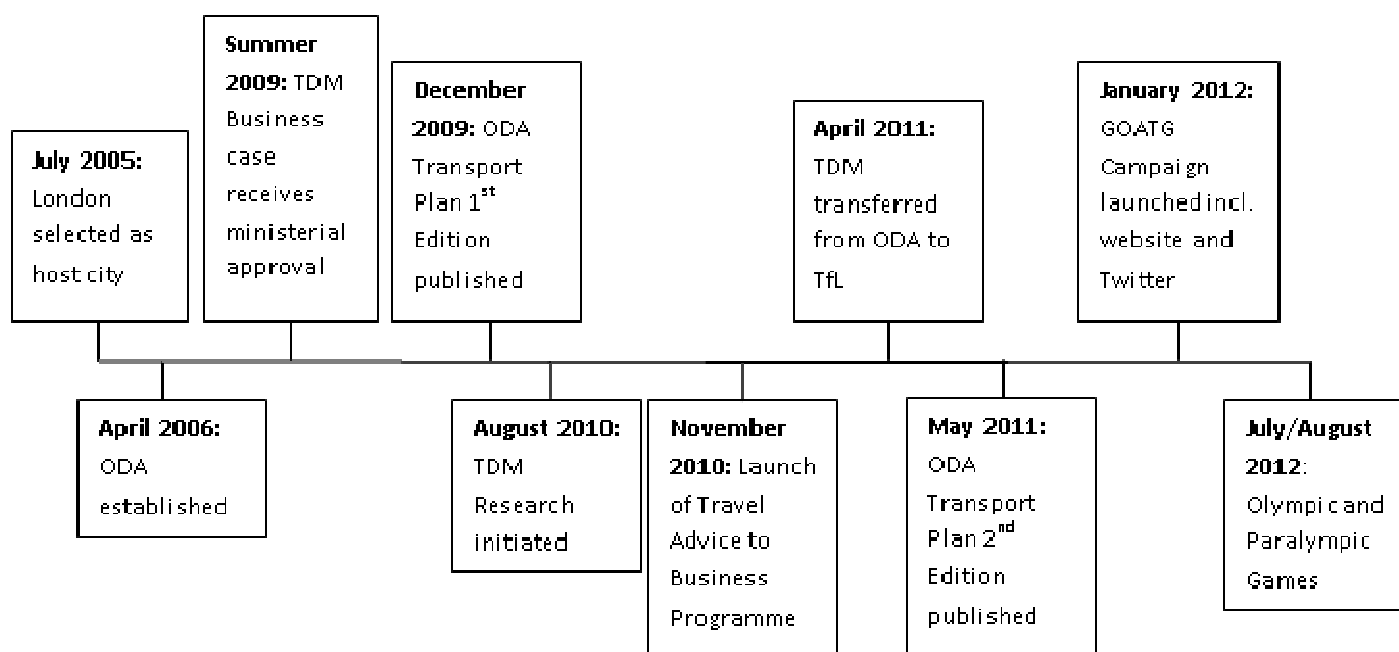 July 2005:
London
selected as
host city
April 2006:
ODA
established
Summer
2009: TDM
Business
case
receives
ministerial
approval
December
2009: ODA
Transport
Plan 1st
Edition
published
August 2010:
TDM
Research
initiated
November
2010: Launch
of Travel
Advice to
Business
Programme
April 2011:
TDM
transferred
from ODA to
TfL
May 2011:
ODA
Transport
Plan 2nd
Edition
published
January 2012:
GOATG
Campaign
launched incl.
website and
Twitter
July/August
2012:
Olympic and
Paralympic
Games